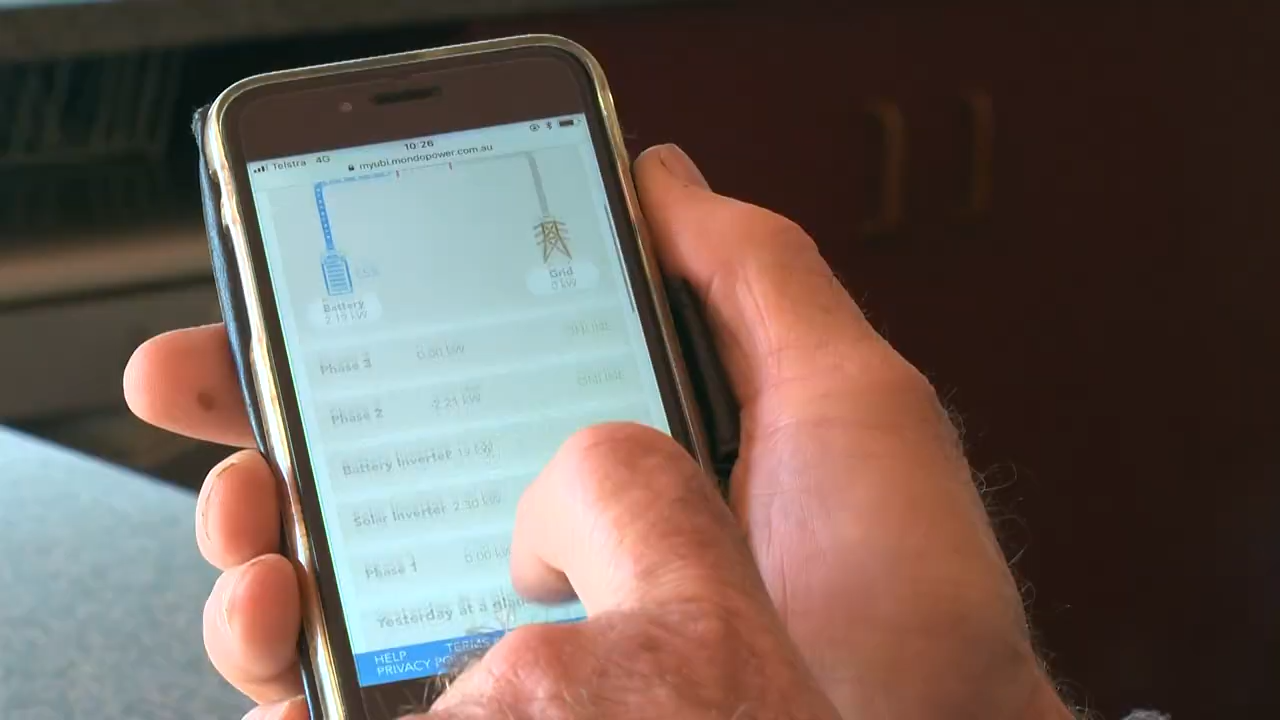 Telstra 4G 10:26
myubi.mondopower.com.au
Grid
0 kW
Battery
2.19 kW
Phase 3 0.00 kW
Phase 2 -2.21 kW
Battery Inverter
Solar Inverter 2.30 kW
Phase 1 0.00 kW
Yesterday at a
HELP TERMS
PRIVACY